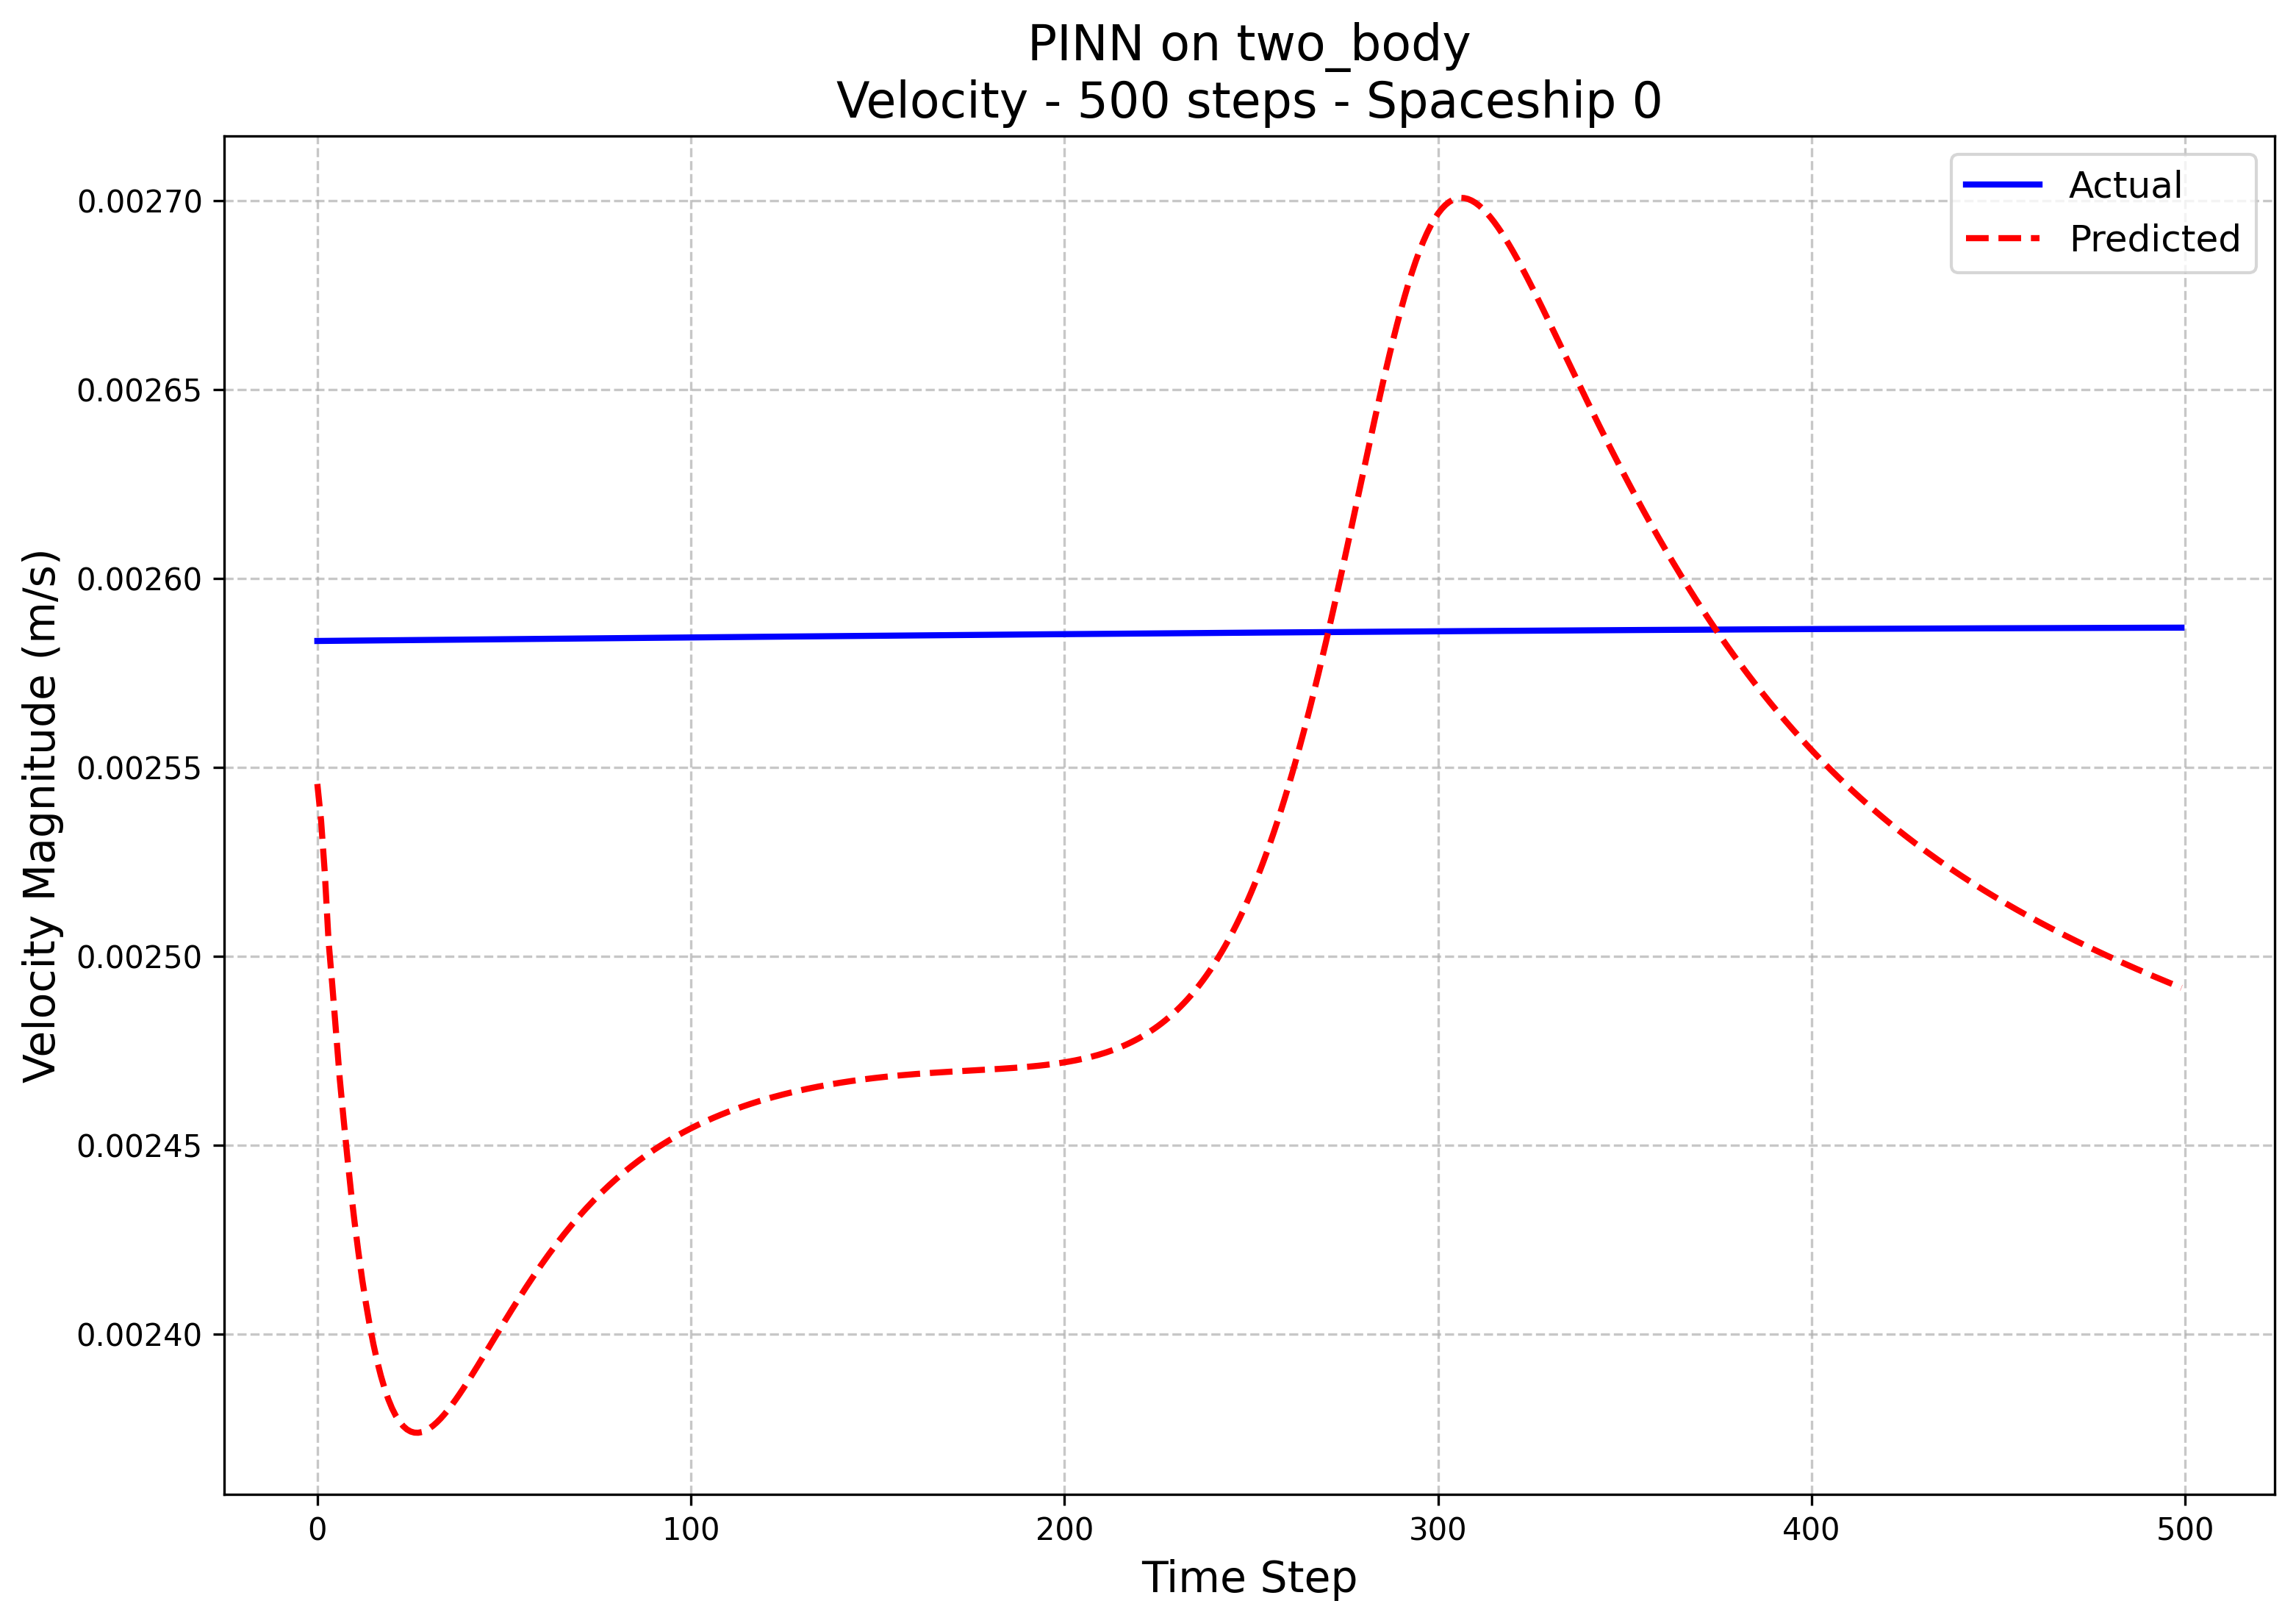 PINN on two_body
Velocity - 500 steps - Spaceship 0
Actual
Predicted
Velocity Magnitude (m/s)
0.00270
0.00265
0.00260
0.00255
0.00250
0.00245
0.00240
0
100
200
300
400
500
Time Step